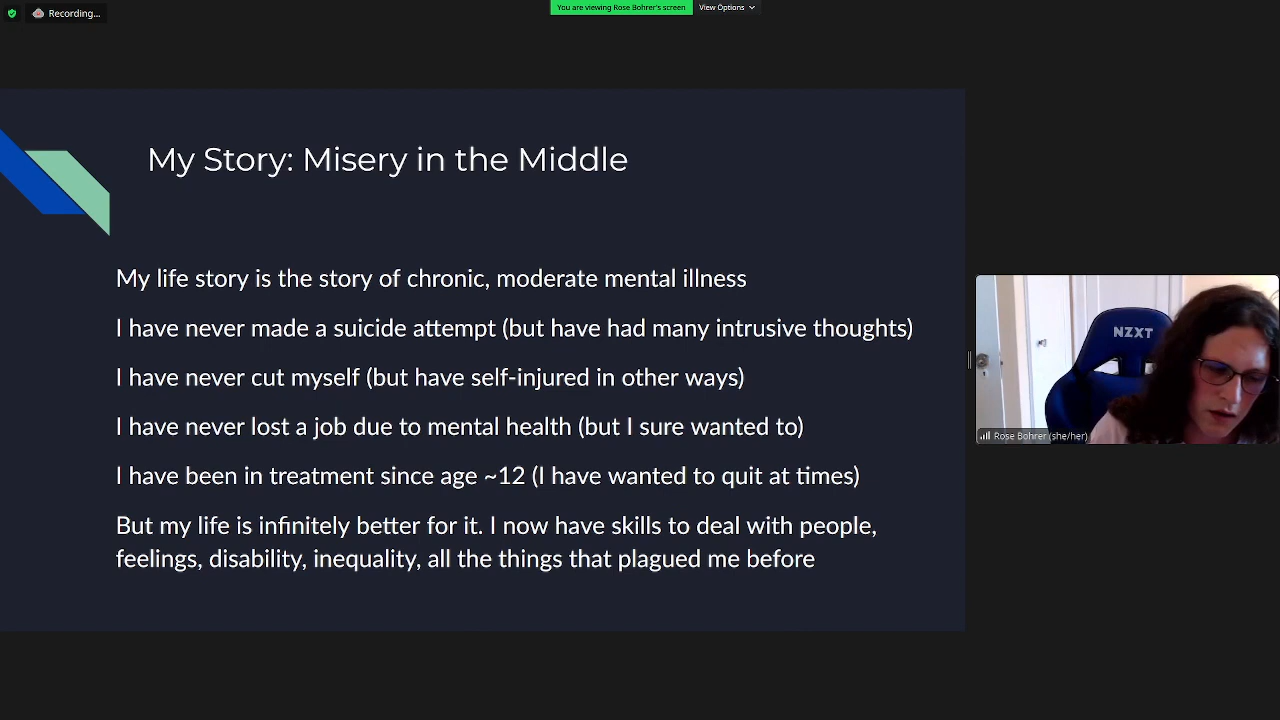 Recording...
You are viewing Rose Bohrer's screen
View Options
My Story: Misery in the Middle
My life story is the story of chronic, moderate mental illness
I have never made a suicide attempt (but have had many intrusive thoughts)
I have never cut myself (but have self-injured in other ways)
I have never lost a job due to mental health (but I sure wanted to)
I have been in treatment since age ~12 (I have wanted to quit at times)
But my life is infinitely better for it. I now have skills to deal with people,
feelings, disability, inequality, all the things that plagued me before
NZXT
Rose Bohrer (she/her)